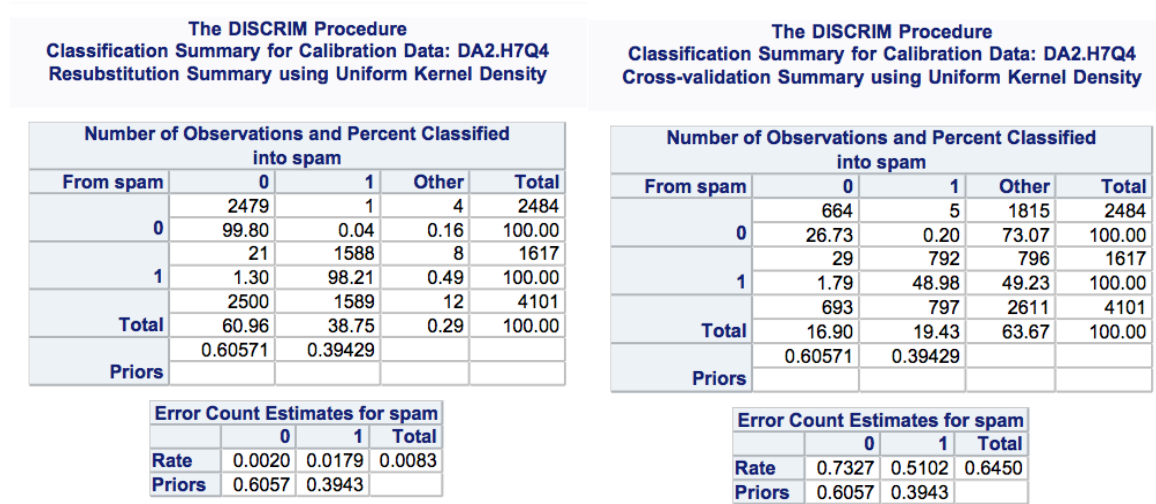 The DISCRIM Procedure
Classification Summary for Calibration Data: DA2.H7Q4
Resubstitution Summary using Uniform Kernel Density
Number of Observations and Percent Classified
into spam
From spam 0 1 Other Total
2479 1 4 2484
0 99.80 0.04 0.16 100.00
21 1588 8 1617
1 1.30 98.21 0.49 100.00
2500 1589 12 4101
Total 60.96 38.75 0.29 100.00
0.60571 0.39429
Priors
Error Count Estimates for spam
0 1 Total
Rate 0.0020 0.0179 0.0083
Priors 0.6057 0.3943
The DISCRIM Procedure
Classification Summary for Calibration Data: DA2.H7Q4
Cross-validation Summary using Uniform Kernel Density
Number of Observations and Percent Classified
into spam
From spam 0 1 Other Total
664 5 1815 2484
0 26.73 0.20 73.07 100.00
29 792 796 1617
1 1.79 48.98 49.23 100.00
693 797 2611 4101
Total 16.90 19.43 63.67 100.00
0.60571 0.39429
Priors
Error Count Estimates for spam
0 1 Total
Rate 0.7327 0.5102 0.6450
Priors 0.6057 0.3943